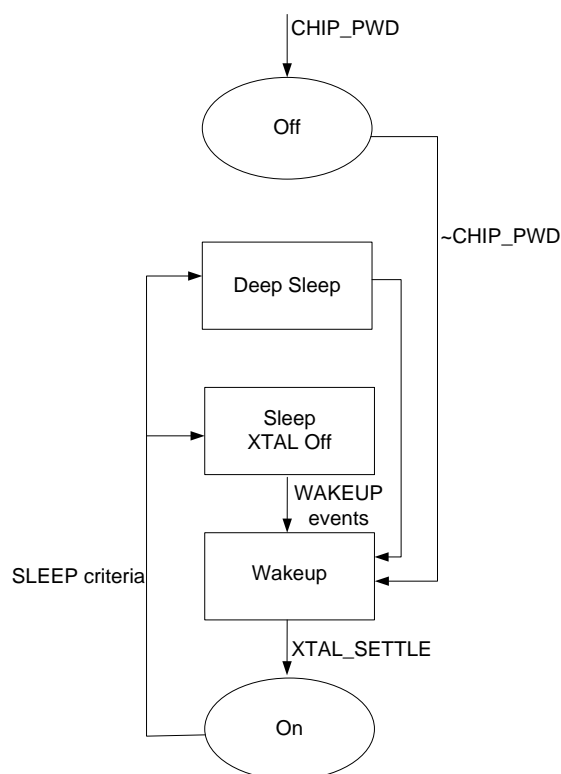 CHIP_PWD
Off
~CHIP_PWD
Deep Sleep
Sleep
XTAL Off
WAKEUP
events
Wakeup
SLEEP criteria
XTAL_SETTLE
On